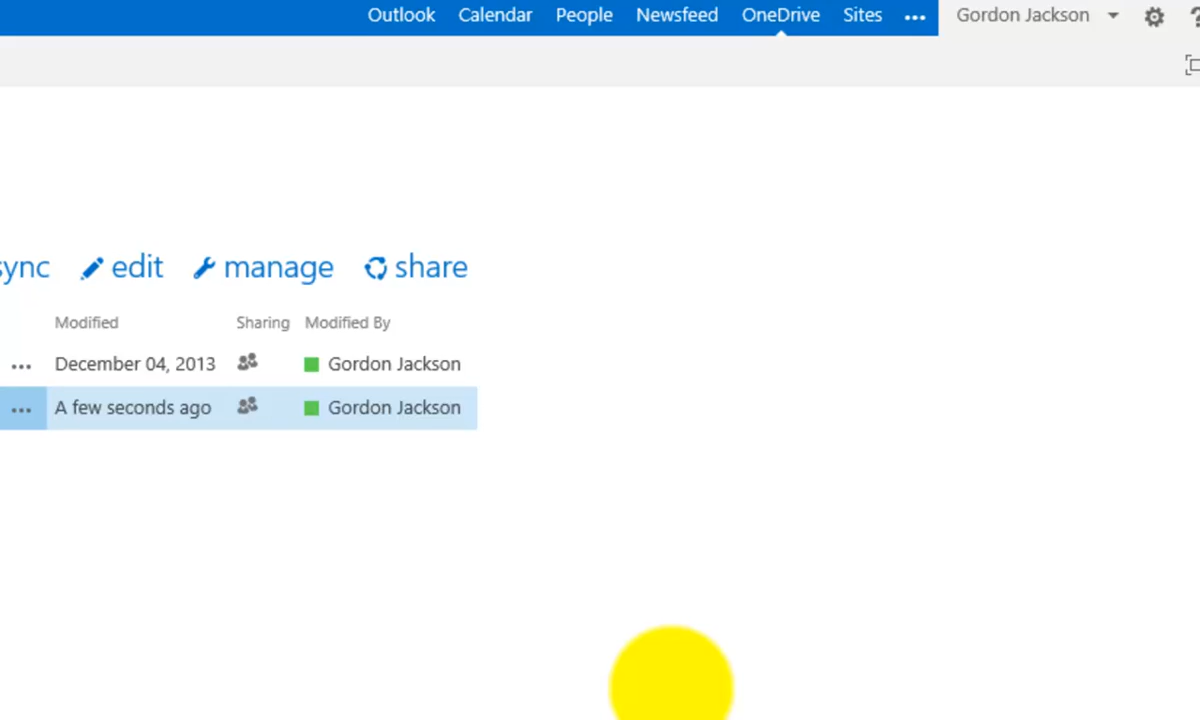 Outlook Calendar People Newsfeed OneDrive Sites ... Gordon Jackson ?
sync edit manage share
Modified Sharing Modified By
... December 04, 2013 Gordon Jackson
... A few seconds ago Gordon Jackson